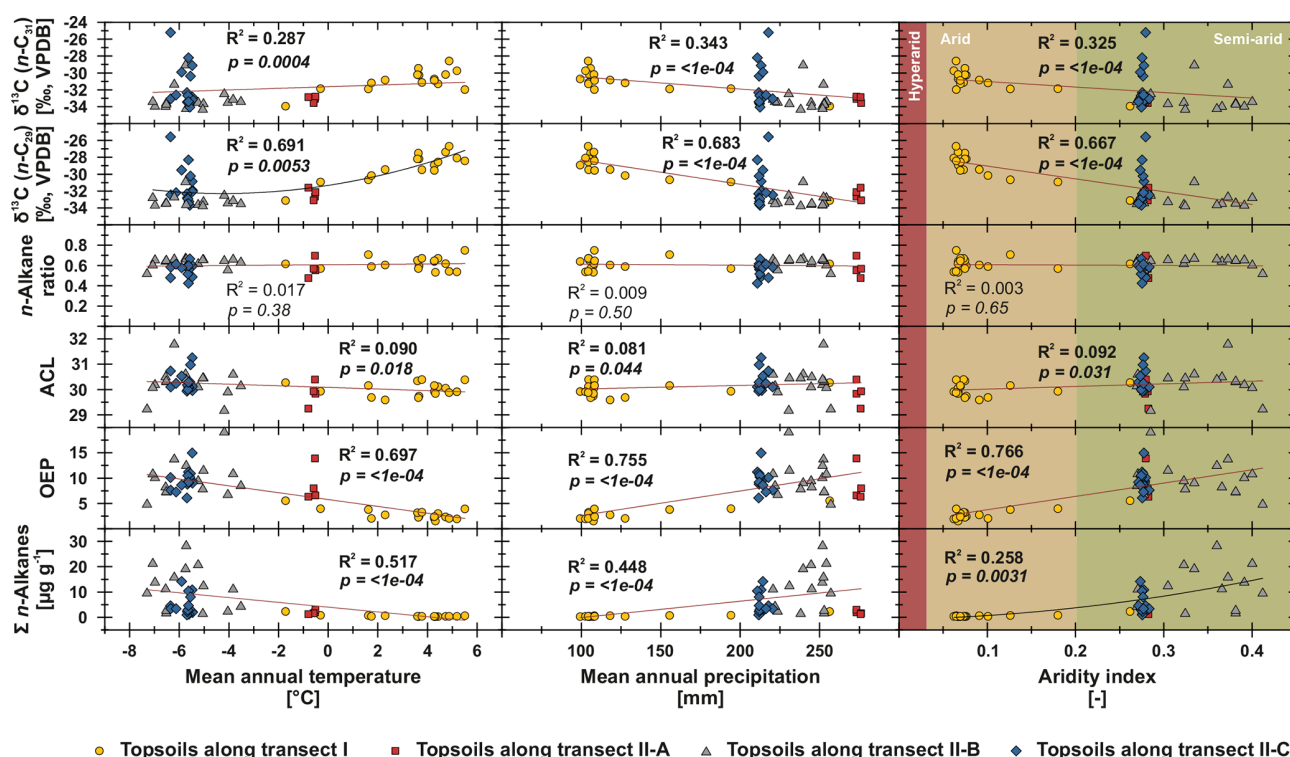 δ¹³C (n-C₃₁)
[‰, VPDB]
-24
-26
-28
-30
-32
-34
R² = 0.287
p = 0.0004
R² = 0.343
p = <1e-04
Hyperarid
Arid
R² = 0.325
p = <1e-04
Semi-arid
δ¹³C (n-C₂₉)
[‰, VPDB]
-26
-28
-30
-32
-34
R² = 0.691
p = 0.0053
R² = 0.683
p = <1e-04
R² = 0.667
p = <1e-04
n-Alkane
ratio
0.8
0.6
0.4
0.2
R² = 0.017
p = 0.38
R² = 0.009
p = 0.50
R² = 0.003
p = 0.65
ACL
32
31
30
29
R² = 0.090
p = 0.018
R² = 0.081
p = 0.044
R² = 0.092
p = 0.031
OEP
15
10
5
R² = 0.697
p = <1e-04
R² = 0.755
p = <1e-04
R² = 0.766
p = <1e-04
Σ n-Alkanes
[µg g⁻¹]
30
20
10
0
R² = 0.517
p = <1e-04
R² = 0.448
p = <1e-04
R² = 0.258
p = 0.0031
-8 -6 -4 -2 0 2 4 6
100 150 200 250
0.1 0.2 0.3 0.4
Mean annual temperature
[°C]
Mean annual precipitation
[mm]
Aridity index
[-]
Topsoils along transect I
Topsoils along transect II-A
Topsoils along transect II-B
Topsoils along transect II-C